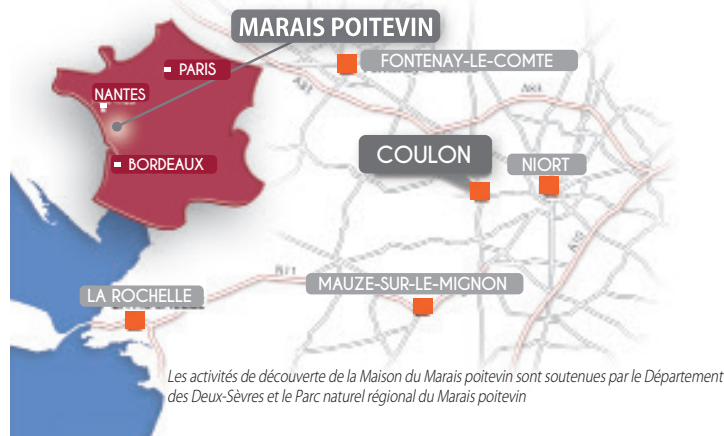 MARAIS POITEVIN
PARIS
FONTENAY-LE-COMTE
NANTES
A83
COULON
NIORT
BORDEAUX
N11
MAUZE-SUR-LE-MIGNON
LA ROCHELLE
Les activités de découverte de la Maison du Marais poitevin sont soutenues par le Département
des Deux-Sèvres et le Parc naturel régional du Marais poitevin